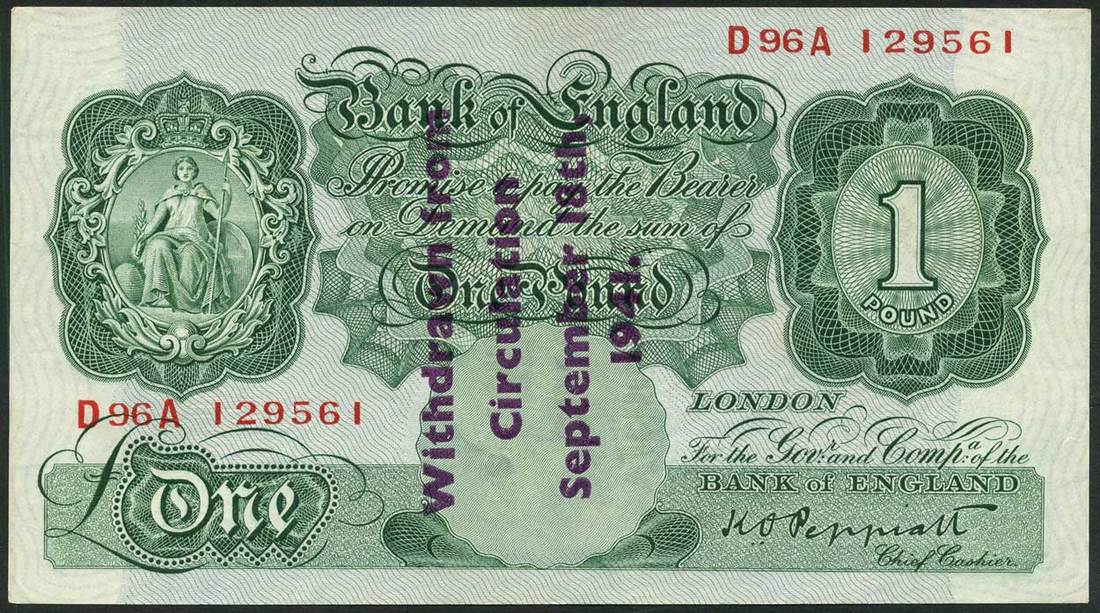 D96A 129561
Bank of England
Promise to pay the Bearer
on Demand the sum of
One Pound
1
POUND
Withdrawn from
Circulation
September 18th.
1941.
D96A 129561
LONDON
For the Govr. and Compa. of the
BANK of ENGLAND
£One
K O Peppiatt
Chief Cashier.